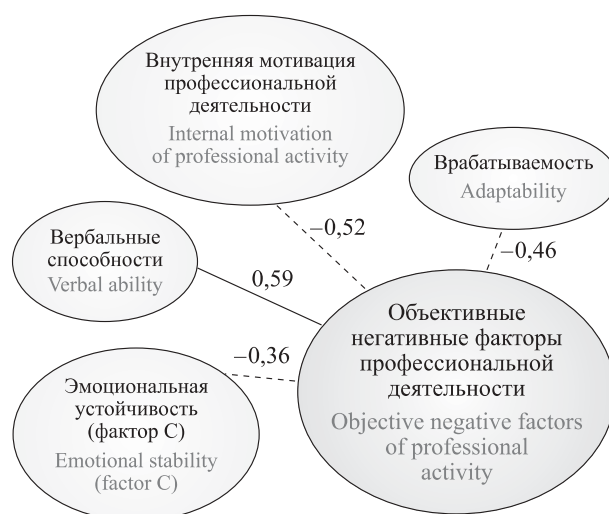 Внутренняя мотивация
профессиональной
деятельности
Internal motivation
of professional activity
Врабатываемость
Adaptability
−0,52
−0,46
Вербальные
способности
Verbal ability
0,59
Объективные
негативные факторы
профессиональной
деятельности
Objective negative factors
of professional
activity
−0,36
Эмоциональная
устойчивость
(фактор С)
Emotional stability
(factor C)